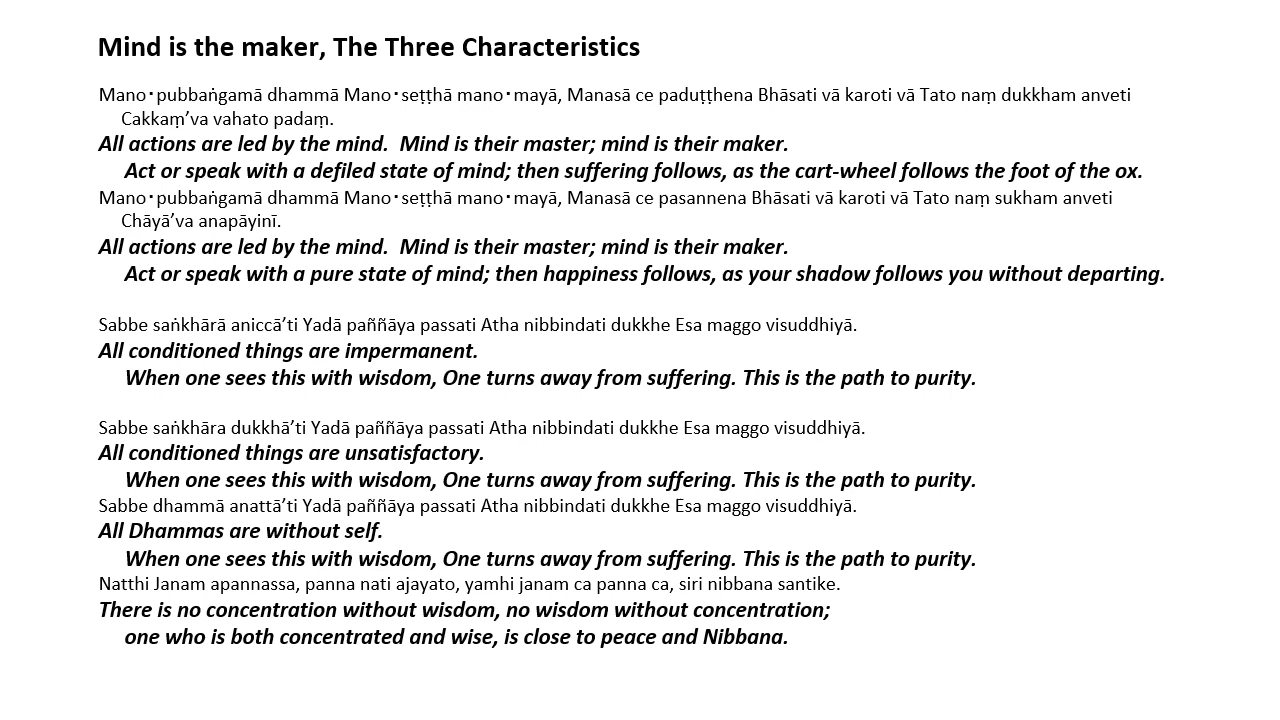 Mind is the maker, The Three Characteristics
Mano·pubbaṅgamā dhammā Mano·seṭṭhā mano·mayā, Manasā ce paduṭṭhena Bhāsati vā karoti vā Tato naṃ dukkham anveti
Cakkaṃ’va vahato padaṃ.
All actions are led by the mind.  Mind is their master; mind is their maker.
Act or speak with a defiled state of mind; then suffering follows, as the cart-wheel follows the foot of the ox.
Mano·pubbaṅgamā dhammā Mano·seṭṭhā mano·mayā, Manasā ce pasannena Bhāsati vā karoti vā Tato naṃ sukham anveti
Chāyā’va anapāyinī.
All actions are led by the mind.  Mind is their master; mind is their maker.
Act or speak with a pure state of mind; then happiness follows, as your shadow follows you without departing.
Sabbe saṅkhārā aniccā’ti Yadā paññāya passati Atha nibbindati dukkhe Esa maggo visuddhiyā.
All conditioned things are impermanent.
When one sees this with wisdom, One turns away from suffering. This is the path to purity.
Sabbe saṅkhāra dukkhā’ti Yadā paññāya passati Atha nibbindati dukkhe Esa maggo visuddhiyā.
All conditioned things are unsatisfactory.
When one sees this with wisdom, One turns away from suffering. This is the path to purity.
Sabbe dhammā anattā’ti Yadā paññāya passati Atha nibbindati dukkhe Esa maggo visuddhiyā.
All Dhammas are without self.
When one sees this with wisdom, One turns away from suffering. This is the path to purity.
Natthi Janam apannassa, panna nati ajayato, yamhi janam ca panna ca, siri nibbana santike.
There is no concentration without wisdom, no wisdom without concentration;
one who is both concentrated and wise, is close to peace and Nibbana.